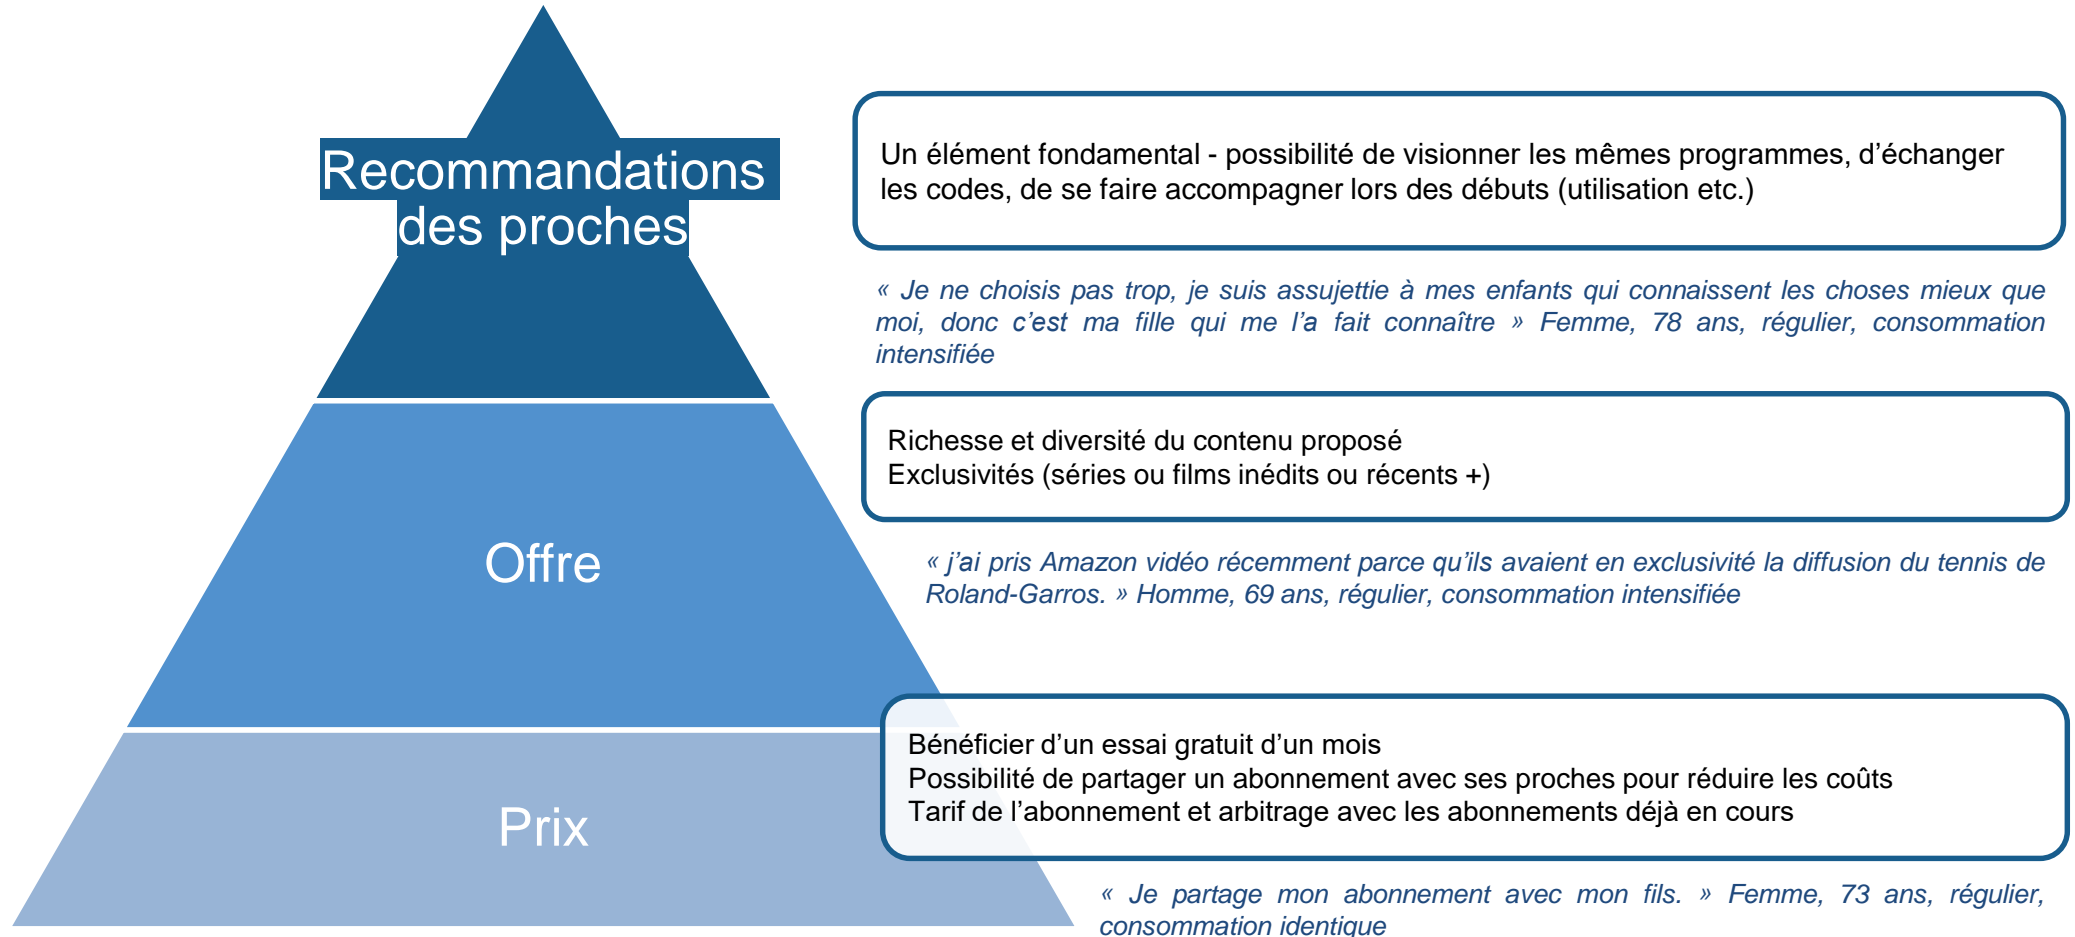 Recommandations
des proches
Un élément fondamental - possibilité de visionner les mêmes programmes, d’échanger
les codes, de se faire accompagner lors des débuts (utilisation etc.)
« Je ne choisis pas trop, je suis assujettie à mes enfants qui connaissent les choses mieux que
moi, donc c’est ma fille qui me l’a fait connaître » Femme, 78 ans, régulier, consommation
intensifiée
Offre
Richesse et diversité du contenu proposé
Exclusivités (séries ou films inédits ou récents +)
« j’ai pris Amazon vidéo récemment parce qu’ils avaient en exclusivité la diffusion du tennis de
Roland-Garros. » Homme, 69 ans, régulier, consommation intensifiée
Prix
Bénéficier d’un essai gratuit d’un mois
Possibilité de partager un abonnement avec ses proches pour réduire les coûts
Tarif de l’abonnement et arbitrage avec les abonnements déjà en cours
« Je partage mon abonnement avec mon fils. » Femme, 73 ans, régulier,
consommation identique